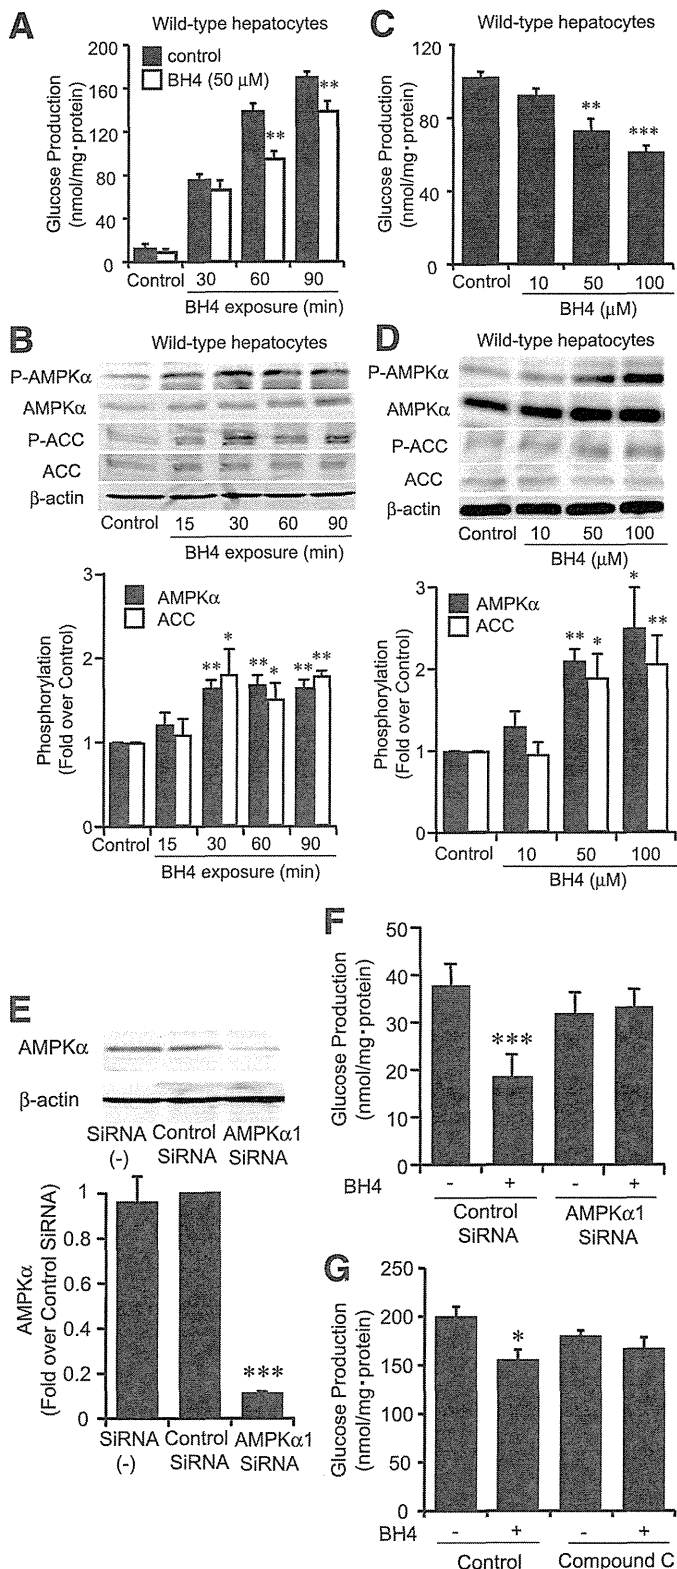 A
Wild-type hepatocytes
Glucose Production
(nmol/mg・protein)
200
160
120
80
40
0
control
BH4 (50 μM)
**
**
Control 30 60 90
BH4 exposure (min)
B
Wild-type hepatocytes
P-AMPKα
AMPKα
P-ACC
ACC
β-actin
Control 15 30 60 90
BH4 exposure (min)
Phosphorylation
(Fold over Control)
3
2
1
0
AMPKα
ACC
** * ** * ** **
Control 15 30 60 90
BH4 exposure (min)
C
Wild-type hepatocytes
Glucose Production
(nmol/mg・protein)
120
80
40
0
**
***
Control 10 50 100
BH4 (μM)
D
Wild-type hepatocytes
P-AMPKα
AMPKα
P-ACC
ACC
β-actin
Control 10 50 100
BH4 (μM)
Phosphorylation
(Fold over Control)
3
2
1
0
AMPKα
ACC
** * * **
Control 10 50 100
BH4 (μM)
E
AMPKα
β-actin
SiRNA Control AMPKα1
(-) SiRNA SiRNA
AMPKα
(Fold over Control SiRNA)
1
0.8
0.6
0.4
0.2
0
***
SiRNA Control AMPKα1
(-) SiRNA SiRNA
F
Glucose Production
(nmol/mg・protein)
50
40
30
20
10
0
***
BH4 - + - +
Control AMPKα1
SiRNA SiRNA
G
Glucose Production
(nmol/mg・protein)
250
200
150
100
50
0
*
BH4 - + - +
Control Compound C